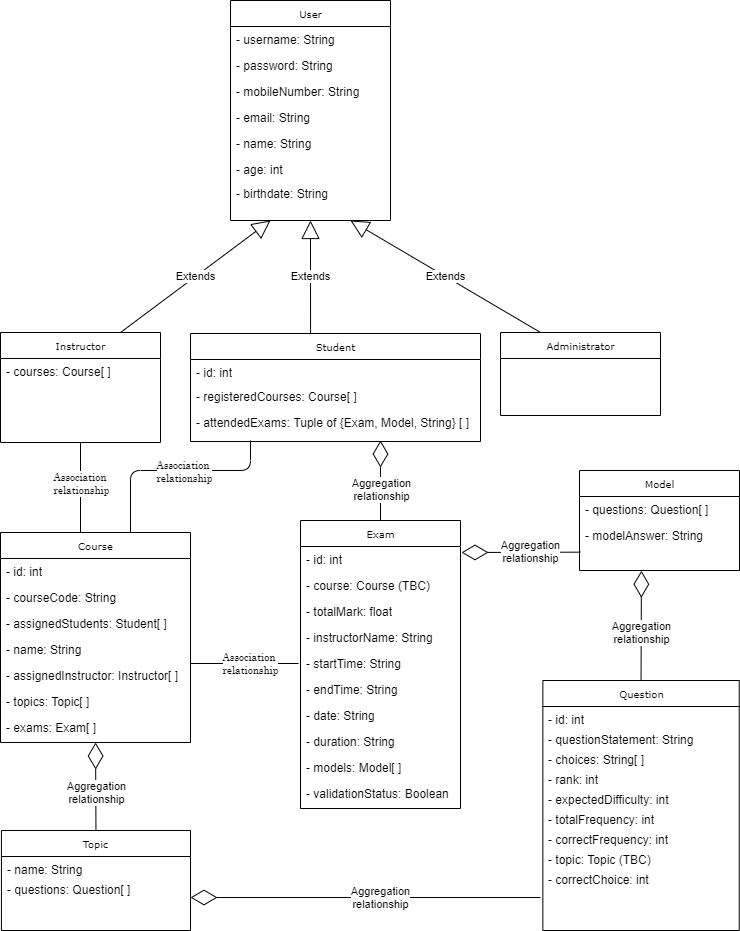 User
- username: String
- password: String
- mobileNumber: String
- email: String
- name: String
- age: int
- birthdate: String
Extends
Extends
Extends
Instructor
- courses: Course[ ]
Student
- id: int
- registeredCourses: Course[ ]
- attendedExams: Tuple of {Exam, Model, String} [ ]
Administrator
Association
relationship
Association
relationship
Aggregation
relationship
Course
- id: int
- courseCode: String
- assignedStudents: Student[ ]
- name: String
- assignedInstructor: Instructor[ ]
- topics: Topic[ ]
- exams: Exam[ ]
Association
relationship
Exam
- id: int
- course: Course (TBC)
- totalMark: float
- instructorName: String
- startTime: String
- endTime: String
- date: String
- duration: String
- models: Model[ ]
- validationStatus: Boolean
Aggregation
relationship
Model
- questions: Question[ ]
- modelAnswer: String
Aggregation
relationship
Question
- id: int
- questionStatement: String
- choices: String[ ]
- rank: int
- expectedDifficulty: int
- totalFrequency: int
- correctFrequency: int
- topic: Topic (TBC)
- correctChoice: int
Aggregation
relationship
Topic
- name: String
- questions: Question[ ]
Aggregation
relationship